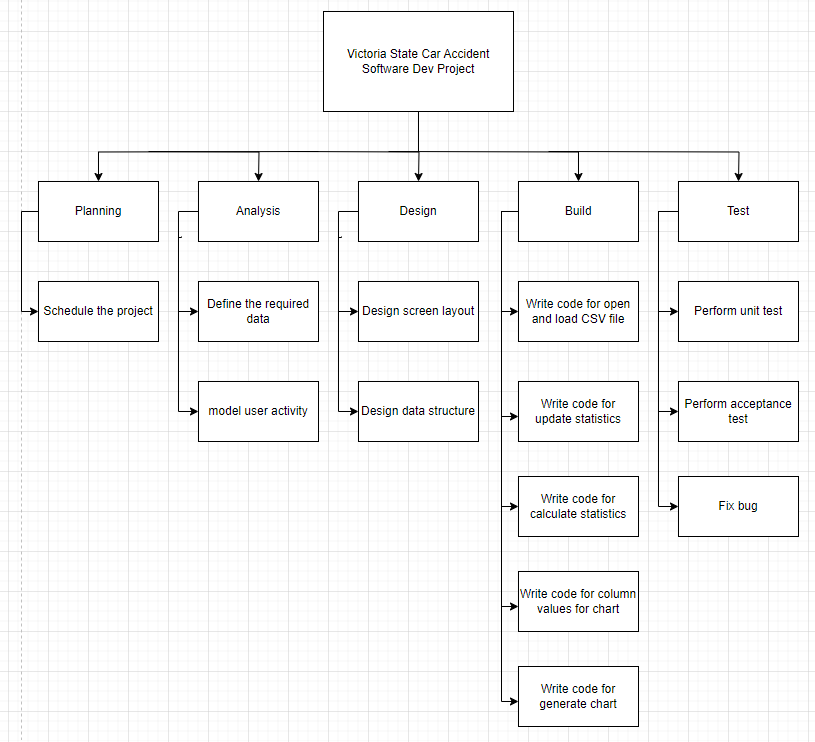 Victoria State Car Accident
Software Dev Project
Planning
Analysis
Design
Build
Test
Schedule the project
Define the required
data
Design screen layout
Write code for open
and load CSV file
Perform unit test
model user activity
Design data structure
Write code for
update statistics
Perform acceptance
test
Write code for
calculate statistics
Fix bug
Write code for column
values for chart
Write code for
generate chart